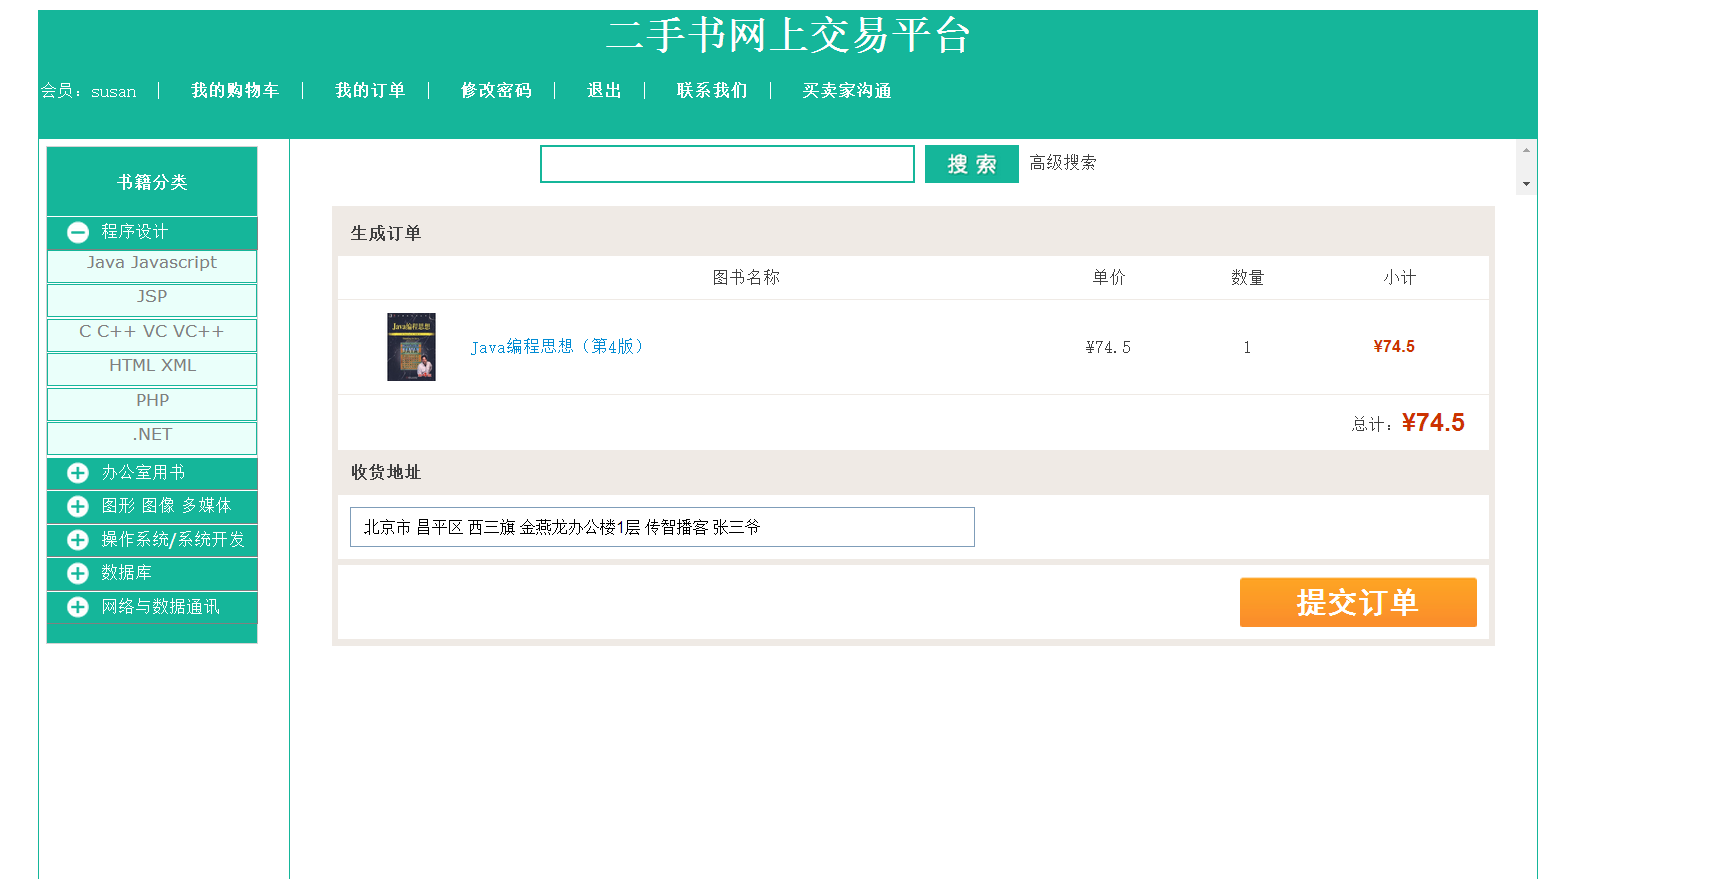 二手书网上交易平台
会员：susan | 我的购物车 | 我的订单 | 修改密码 | 退出 | 联系我们 | 买卖家沟通
书籍分类
程序设计
Java Javascript
JSP
C C++ VC VC++
HTML XML
PHP
.NET
办公室用书
图形 图像 多媒体
操作系统/系统开发
数据库
网络与数据通讯
搜 索 高级搜索
生成订单
图书名称 单价 数量 小计
Java编程思想
Java编程思想（第4版） ¥74.5 1 ¥74.5
总计：¥74.5
收货地址
北京市 昌平区 西三旗 金燕龙办公楼1层 传智播客 张三爷
提交订单